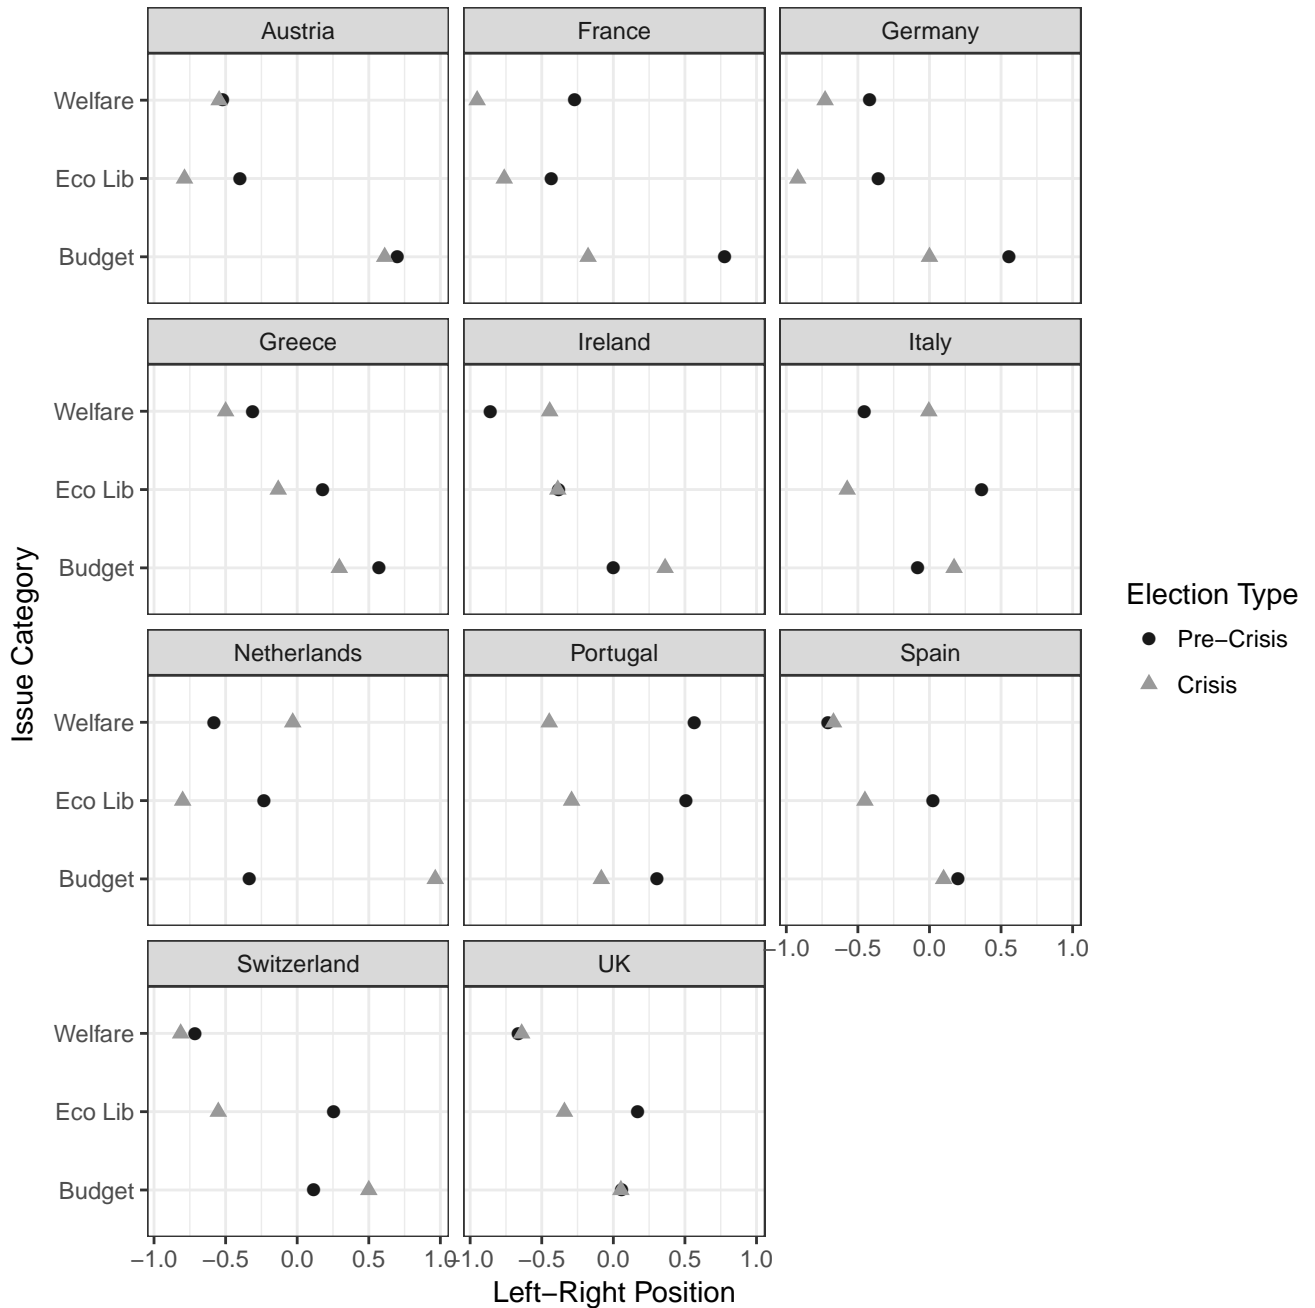 Austria
France
Germany
Welfare
Eco Lib
Budget
Greece
Ireland
Italy
Welfare
Eco Lib
Budget
Netherlands
Portugal
Spain
Welfare
Eco Lib
Budget
−1.0 −0.5 0.0 0.5 1.0
Switzerland
UK
Welfare
Eco Lib
Budget
−1.0 −0.5 0.0 0.5 1.0
−1.0 −0.5 0.0 0.5 1.0
Left−Right Position
Issue Category
Election Type
Pre−Crisis
Crisis